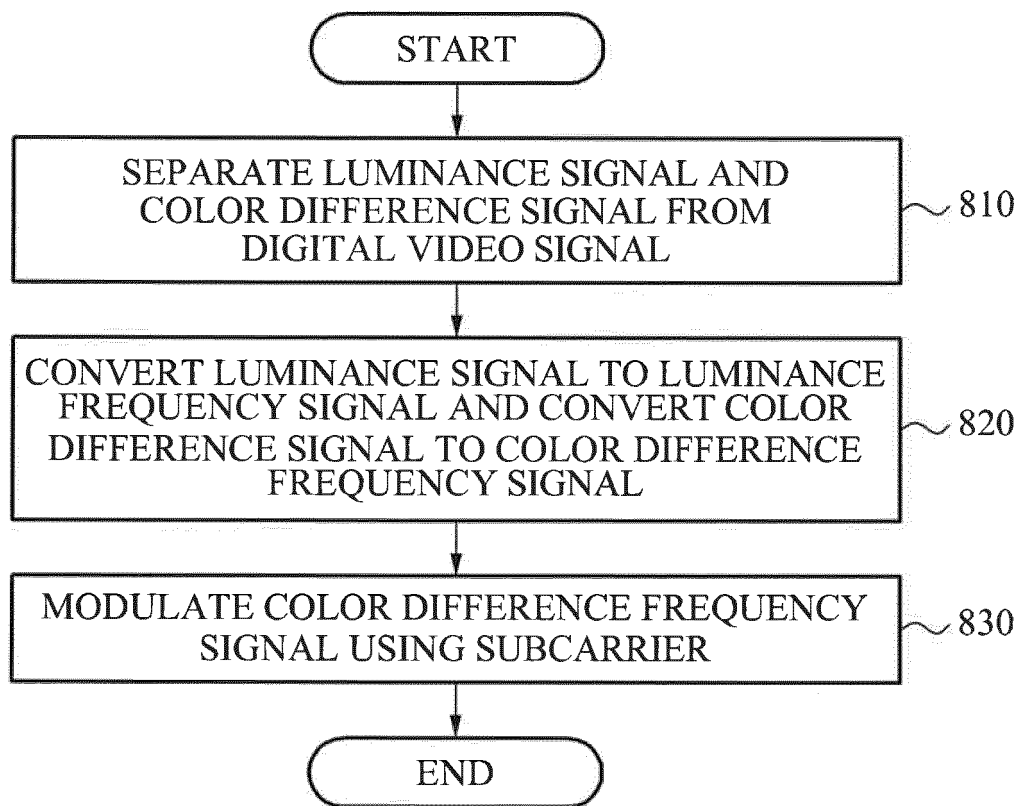 START
SEPARATE LUMINANCE SIGNAL AND
COLOR DIFFERENCE SIGNAL FROM
DIGITAL VIDEO SIGNAL
810
CONVERT LUMINANCE SIGNAL TO LUMINANCE
FREQUENCY SIGNAL AND CONVERT COLOR
DIFFERENCE SIGNAL TO COLOR DIFFERENCE
FREQUENCY SIGNAL
820
MODULATE COLOR DIFFERENCE FREQUENCY
SIGNAL USING SUBCARRIER
830
END